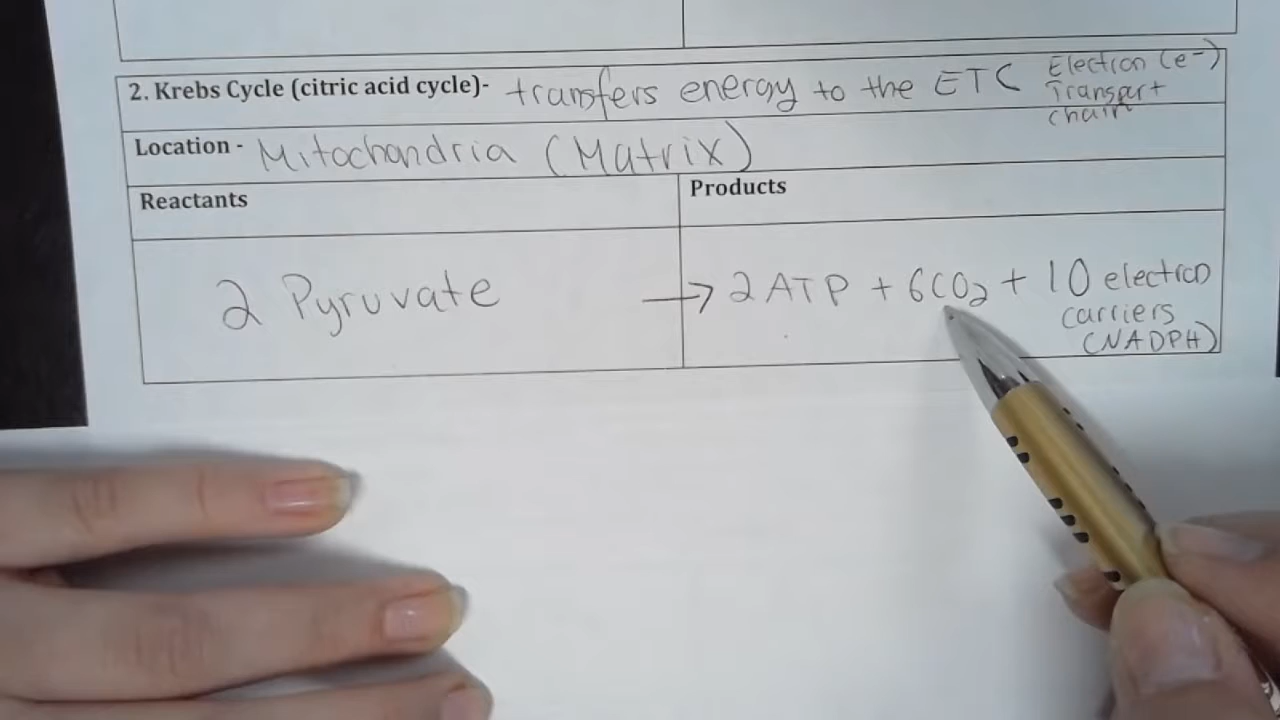 2. Krebs Cycle (citric acid cycle)- transfers energy to the ETC Electron (e-)
Transport
chain
Location - Mitochondria (Matrix)
Reactants Products
2 Pyruvate → 2 ATP + 6CO₂ + 10 electron
carriers
(NADPH)